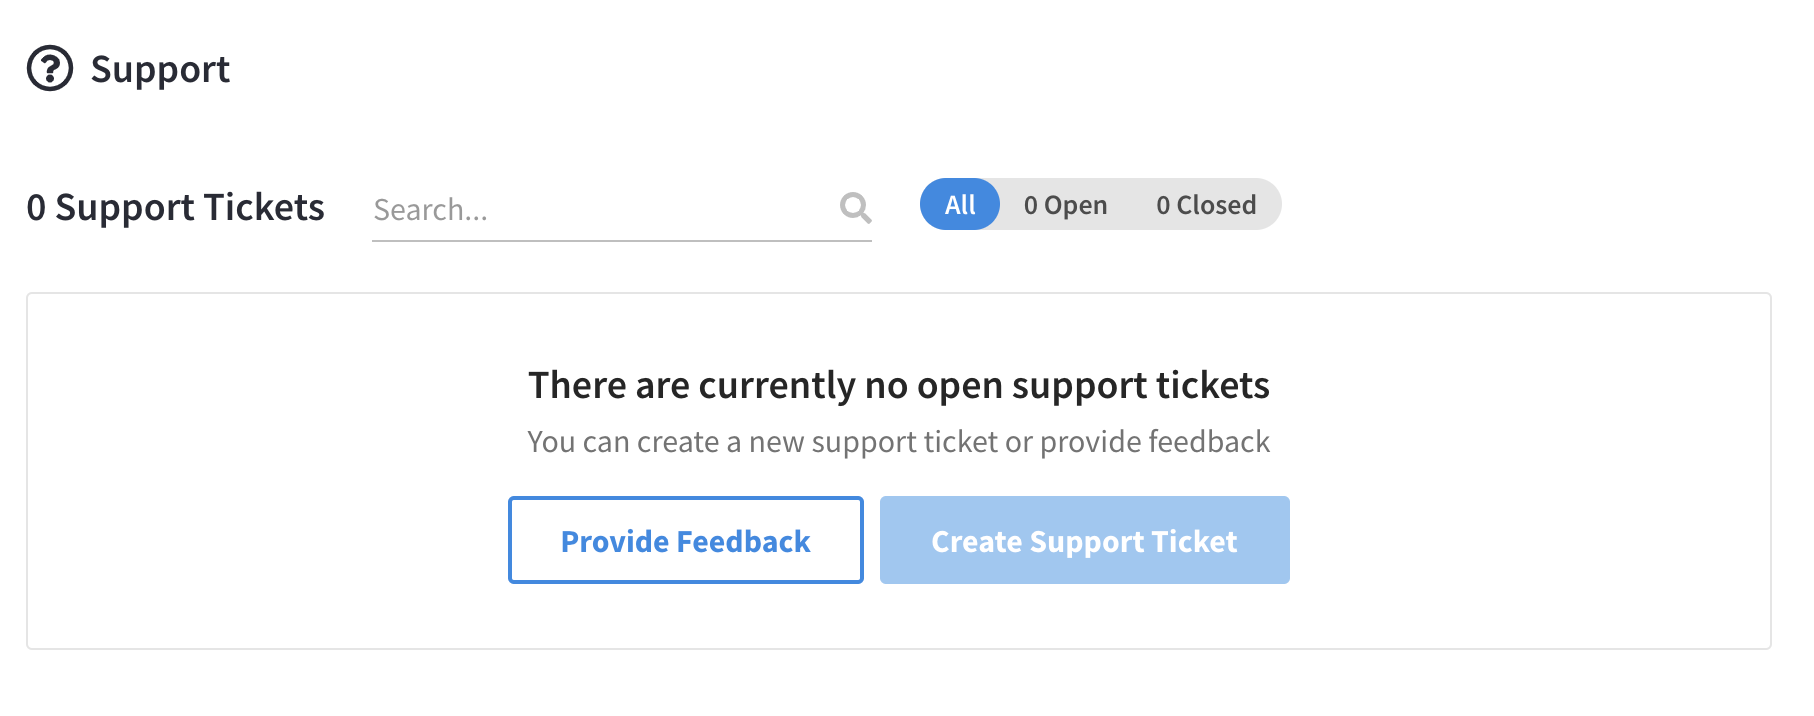 Support
0 Support Tickets
Search...
All 0 Open 0 Closed
There are currently no open support tickets
You can create a new support ticket or provide feedback
Provide Feedback
Create Support Ticket